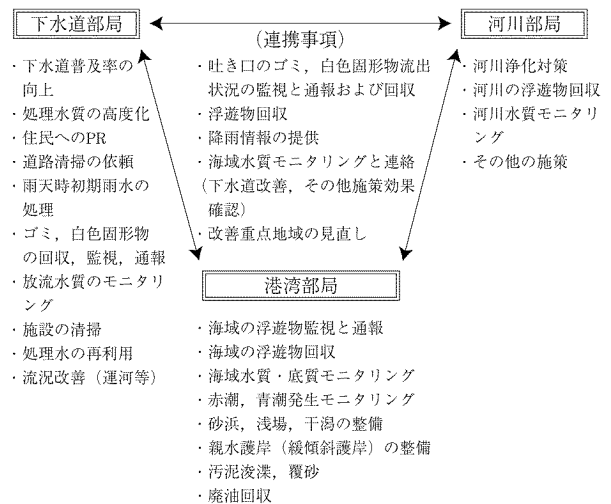 下水道部局
・下水道普及率の
向上
・処理水質の高度化
・住民へのPR
・道路清掃の依頼
・雨天時初期雨水の
処理
・ゴミ，白色固形物
の回収，監視，通報
・放流水質のモニタリ
ング
・施設の清掃
・処理水の再利用
・流況改善（運河等）
（連携事項）
・吐き口のゴミ，白色固形物流出
状況の監視と通報および回収
・浮遊物回収
・降雨情報の提供
・海域水質モニタリングと連絡
（下水道改善，その他施策効果
確認）
・改善重点地域の見直し
河川部局
・河川浄化対策
・河川の浮遊物回収
・河川水質モニタリ
ング
・その他の施策
港湾部局
・海域の浮遊物監視と通報
・海域の浮遊物回収
・海域水質・底質モニタリング
・赤潮，青潮発生モニタリング
・砂浜，浅場，干潟の整備
・親水護岸（緩傾斜護岸）の整備
・汚泥浚渫，覆砂
・廃油回収